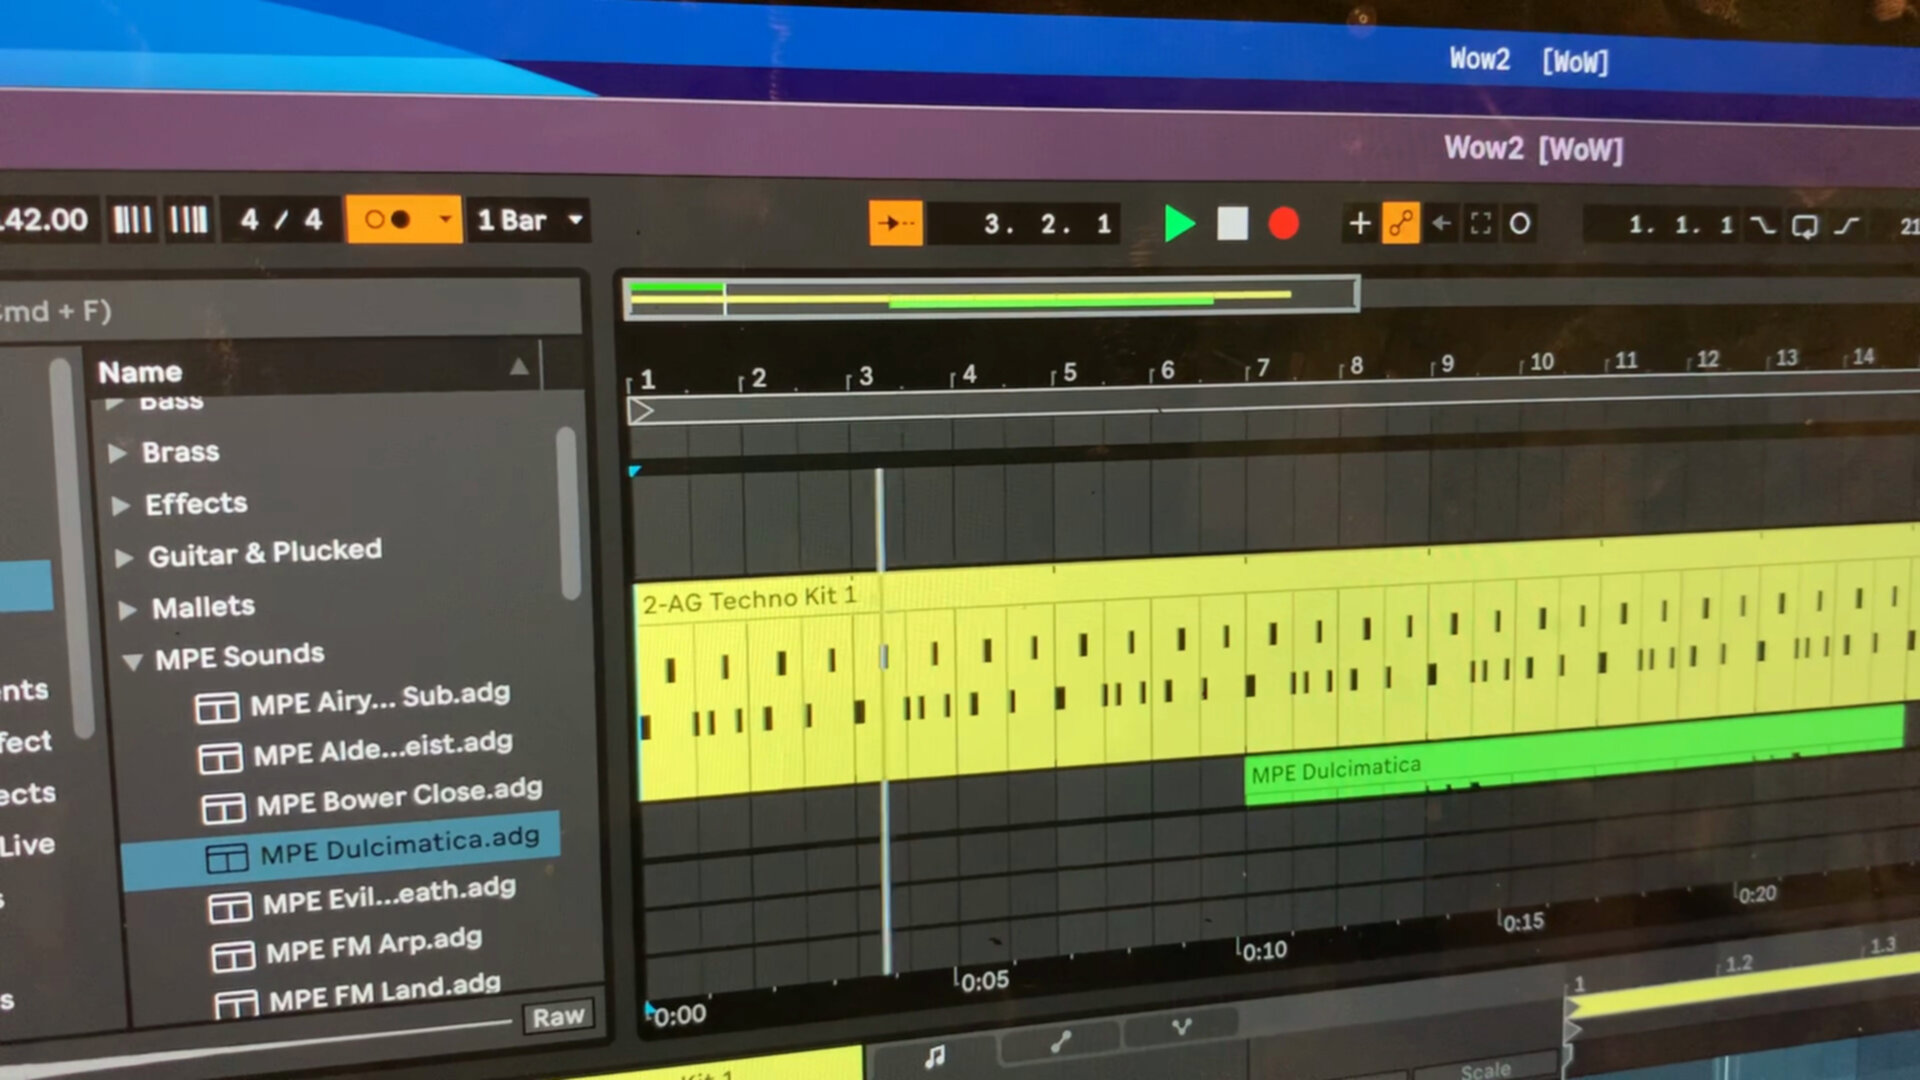 Wow2 [WoW]
Wow2 [WoW]
42.00 4 / 4 1 Bar 3. 2. 1 1. 1. 1 21
md + F)
Name
Bass
Brass
Effects
Guitar & Plucked
Mallets
MPE Sounds
MPE Airy... Sub.adg
MPE Alde...eist.adg
MPE Bower Close.adg
MPE Dulcimatica.adg
MPE Evil...eath.adg
MPE FM Arp.adg
MPE FM Land.adg
Raw
nts
fect
ects
Live
s
s
1 2 3 4 5 6 7 8 9 10 11 12 13 14
2-AG Techno Kit 1
MPE Dulcimatica
0:00 0:05 0:10 0:15 0:20
1 1.2 1.3
Kit 1
Scale